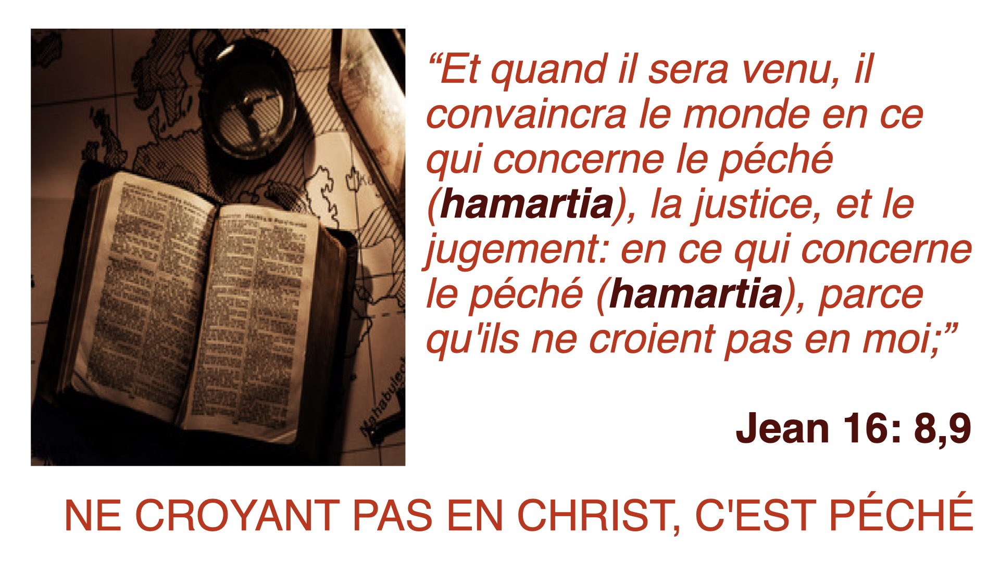 “Et quand il sera venu, il
convaincra le monde en ce
qui concerne le péché
(hamartia), la justice, et le
jugement: en ce qui concerne
le péché (hamartia), parce
qu'ils ne croient pas en moi;”
Jean 16: 8,9
Mahabuled
NE CROYANT PAS EN CHRIST, C'EST PÉCHÉ